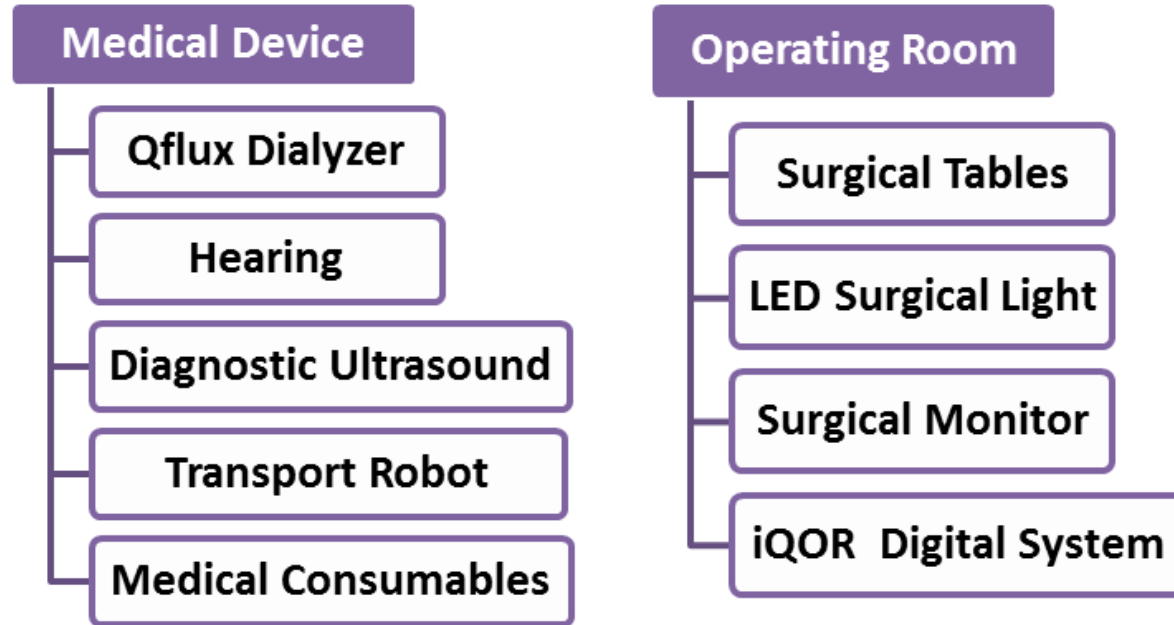 Medical Device
Qflux Dialyzer
Hearing
Diagnostic Ultrasound
Transport Robot
Medical Consumables
Operating Room
Surgical Tables
LED Surgical Light
Surgical Monitor
iQOR  Digital System